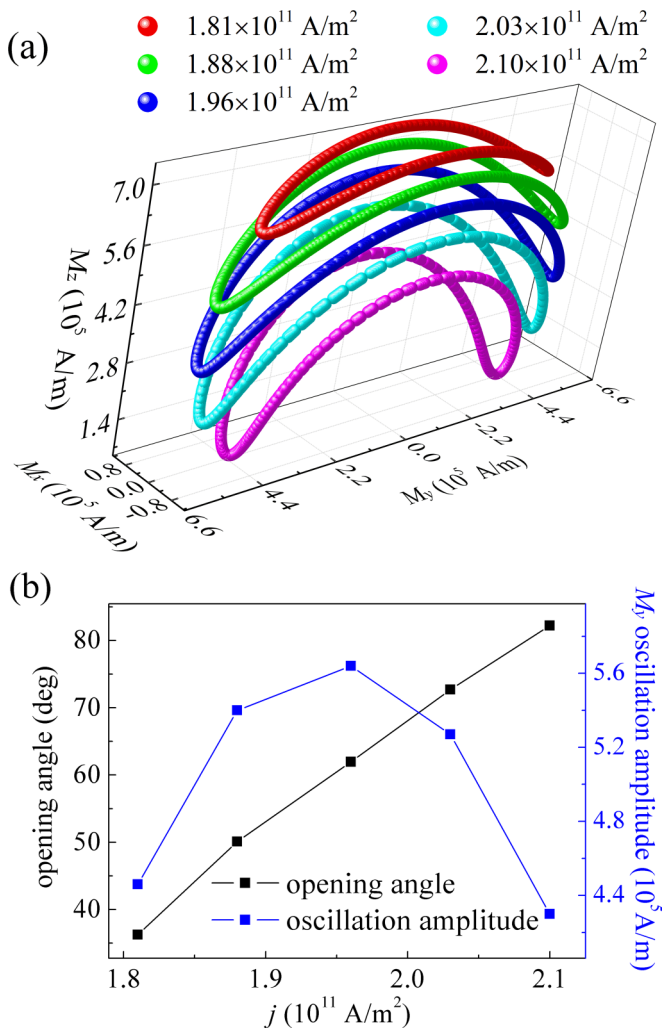 (a)
1.81×10¹¹ A/m² 2.03×10¹¹ A/m²
1.88×10¹¹ A/m² 2.10×10¹¹ A/m²
1.96×10¹¹ A/m²
7.0
5.6
4.2
2.8
1.4
M_z (10⁵ A/m)
0.8
0.0
-0.8
M_x (10⁵ A/m)
6.6
4.4
2.2
0.0
-2.2
-4.4
-6.6
M_y (10⁵ A/m)
(b)
80
70
60
50
40
opening angle (deg)
5.6
5.2
4.8
4.4
M_y oscillation
amplitude (10⁵ A/m)
opening angle
oscillation amplitude
1.8 1.9 2.0 2.1
j (10¹¹ A/m²)